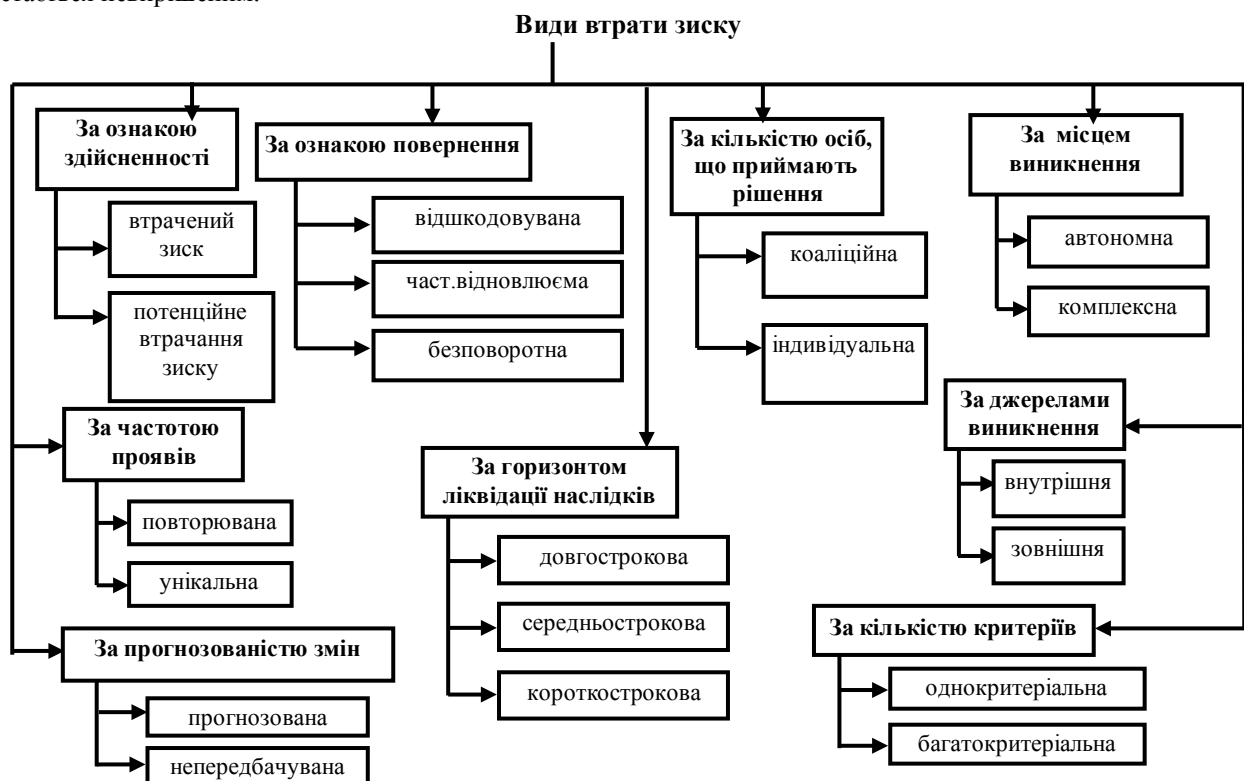 Види втрати зиску
За ознакою
здійсненності
втрачений
зиск
потенційне
втрачання
зиску
За ознакою повернення
відшкодовувана
част.відновлюєма
безповоротна
За кількістю осіб,
що приймають
рішення
коаліційна
індивідуальна
За місцем
виникнення
автономна
комплексна
За частотою
проявів
повторювана
унікальна
За горизонтом
ліквідації наслідків
довгострокова
середньострокова
короткострокова
За джерелами
виникнення
внутрішня
зовнішня
За прогнозованістю змін
прогнозована
непередбачувана
За кількістю критеріїв
однокритеріальна
багатокритеріальна